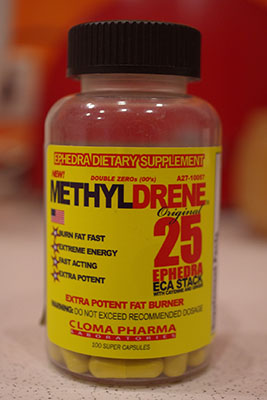 EPHEDRA DIETARY SUPPLEMENT
NEW!
DOUBLE ZEROs (00's)
METHYLDRENE
Original
25
EPHEDRA
ECA STACK
BURN FAT FAST
EXTREME ENERGY
FAST ACTING
EXTRA POTENT
EXTRA POTENT FAT BURNER
WARNING: DO NOT EXCEED RECOMMENDED DOSAGE
CLOMA PHARMA
LABORATORIES
100 SUPER CAPSULES